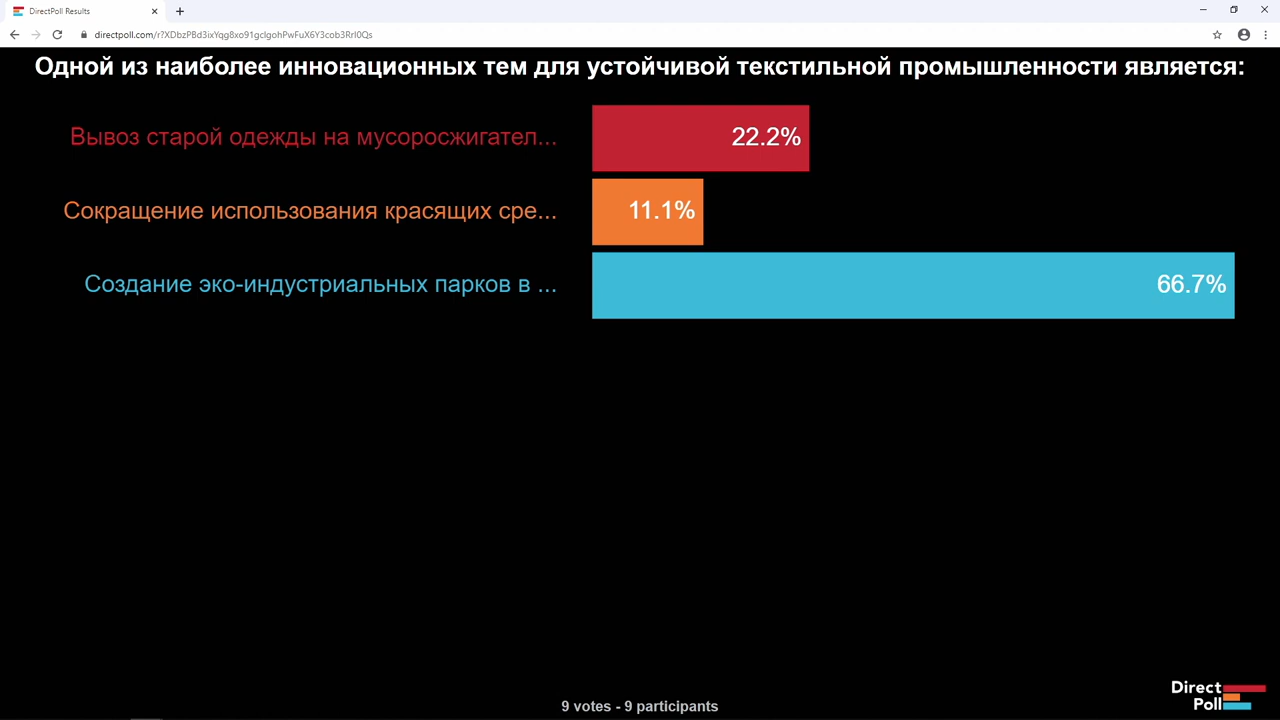 DirectPoll Results
directpoll.com/r?XDbzPBd3ixYqg8xo91gcIgohPwFuX6Y3cob3RrI0Qs
Одной из наиболее инновационных тем для устойчивой текстильной промышленности является:
Вывоз старой одежды на мусоросжигател... 22.2%
Сокращение использования красящих сре... 11.1%
Создание эко-индустриальных парков в ... 66.7%
9 votes - 9 participants
Direct
Poll